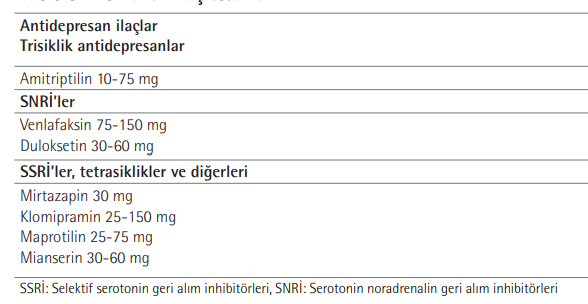 Antidepresan ilaçlar
Trisiklik antidepresanlar
Amitriptilin 10-75 mg
SNRİ'ler
Venlafaksin 75-150 mg
Duloksetin 30-60 mg
SSRİ'ler, tetrasiklikler ve diğerleri
Mirtazapin 30 mg
Klomipramin 25-150 mg
Maprotilin 25-75 mg
Mianserin 30-60 mg
SSRİ: Selektif serotonin geri alım inhibitörleri, SNRİ: Serotonin noradrenalin geri alım inhibitörleri